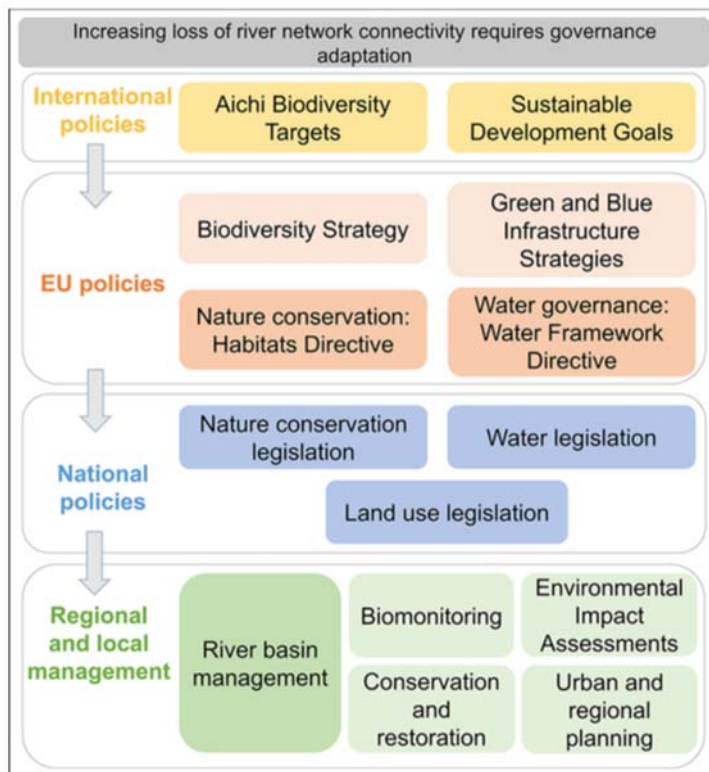 Increasing loss of river network connectivity requires governance
adaptation
International
policies
Aichi Biodiversity
Targets
Sustainable
Development Goals
EU policies
Biodiversity Strategy
Green and Blue
Infrastructure
Strategies
Nature conservation:
Habitats Directive
Water governance:
Water Framework
Directive
National
policies
Nature conservation
legislation
Water legislation
Land use legislation
Regional
and local
management
River basin
management
Biomonitoring
Environmental
Impact
Assessments
Conservation
and
restoration
Urban and
regional
planning